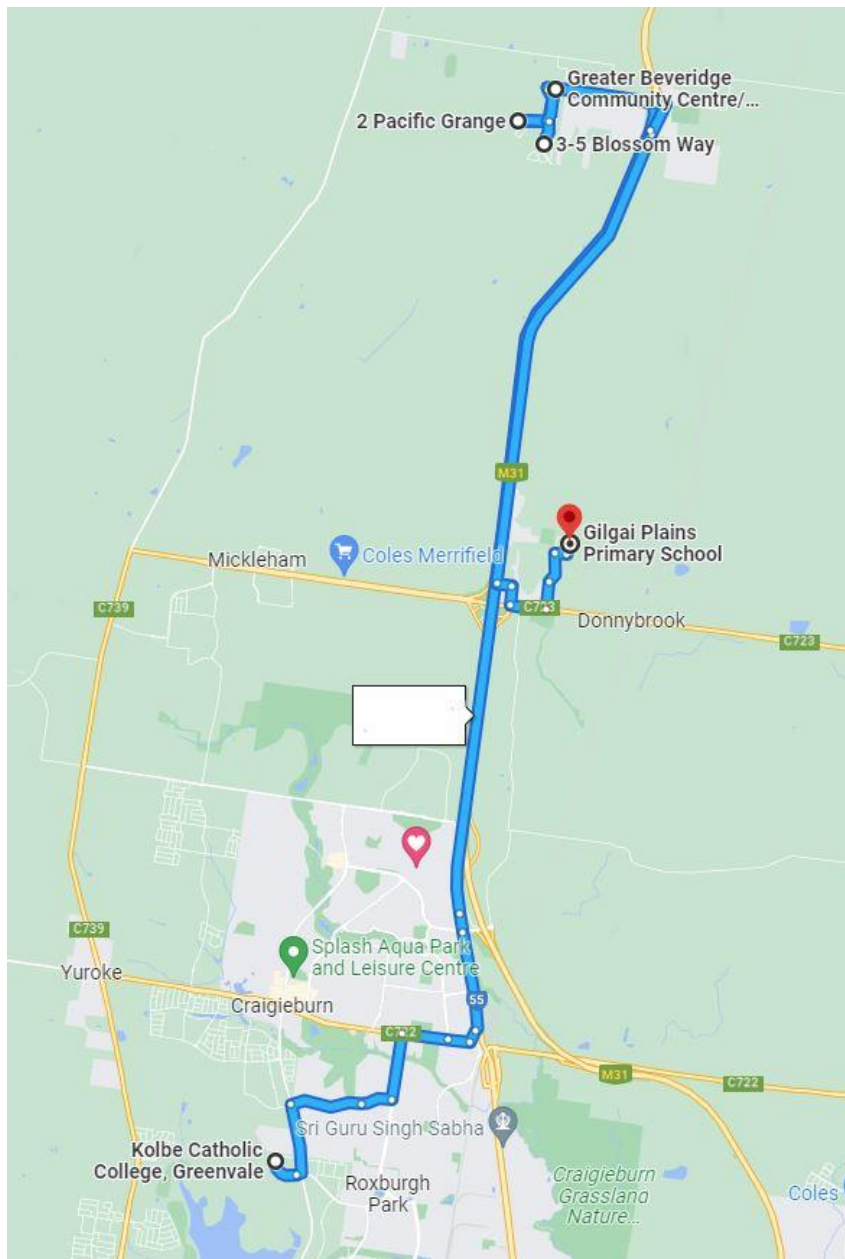 Greater Beveridge
Community Centre/...
2 Pacific Grange
3-5 Blossom Way
M31
Gilgai Plains
Primary School
Mickleham
Coles Merrifield
C739
C723
Donnybrook
C723
C739
Splash Aqua Park
and Leisure Centre
Yuroke
55
Craigieburn
C722
M31
C722
Sri Guru Singh Sabha
Kolbe Catholic
College, Greenvale
Roxburgh
Park
Craigieburn
Grassland
Nature...
Coles